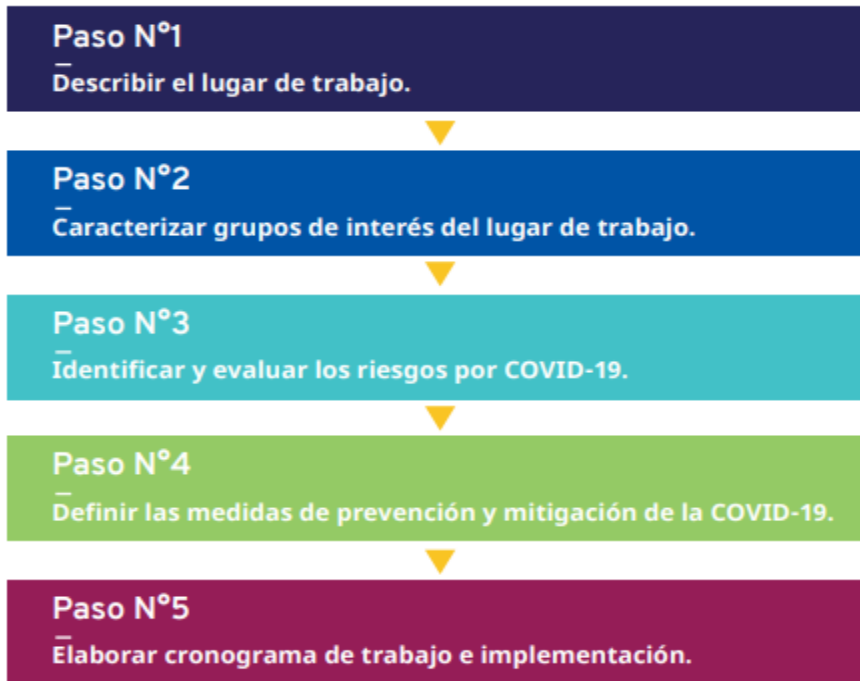 Paso N°1
Describir el lugar de trabajo.
Paso N°2
Caracterizar grupos de interés del lugar de trabajo.
Paso N°3
Identificar y evaluar los riesgos por COVID-19.
Paso N°4
Definir las medidas de prevención y mitigación de la COVID-19.
Paso N°5
Elaborar cronograma de trabajo e implementación.